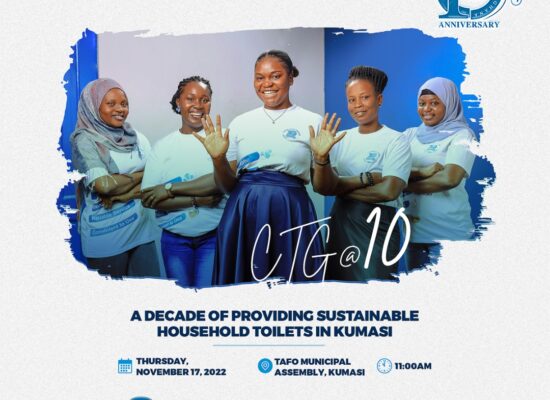 ANNIVERSARY
CTG@10
A DECADE OF PROVIDING SUSTAINABLE
HOUSEHOLD TOILETS IN KUMASI
THURSDAY,
NOVEMBER 17, 2022
TAFO MUNICIPAL
ASSEMBLY, KUMASI
11:00AM